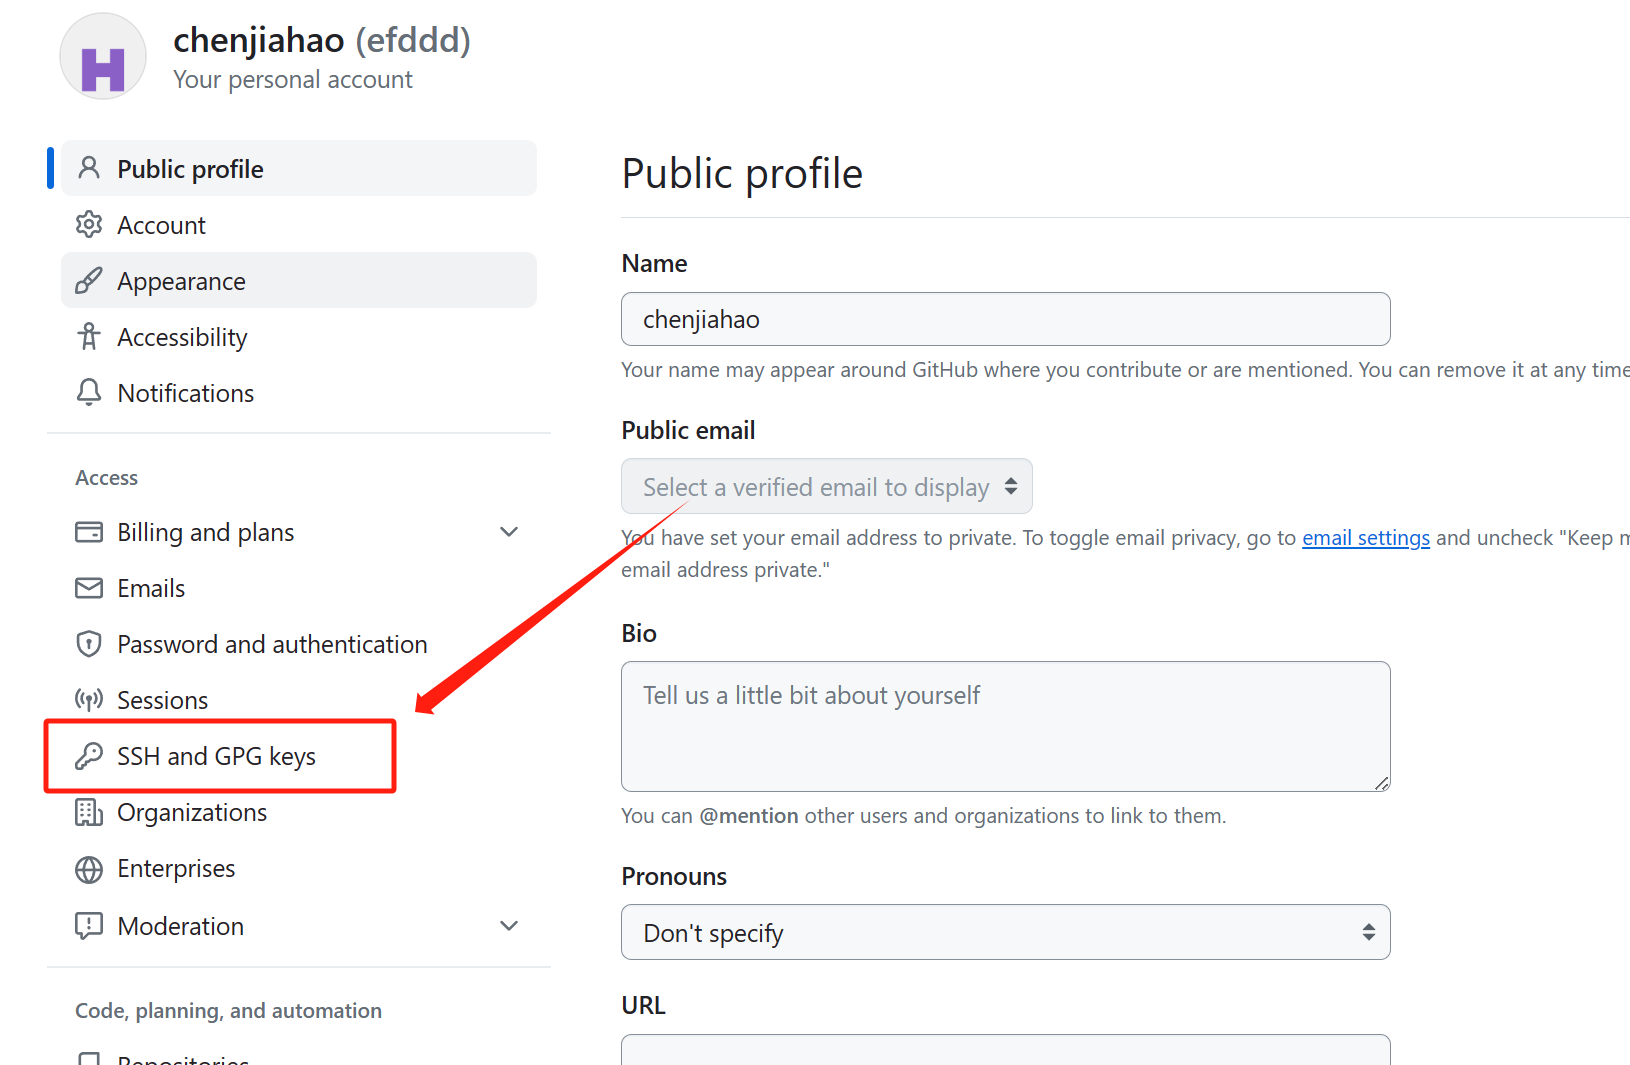 chenjiahao (efddd)
Your personal account
Public profile
Account
Appearance
Accessibility
Notifications
Access
Billing and plans
Emails
Password and authentication
Sessions
SSH and GPG keys
Organizations
Enterprises
Moderation
Code, planning, and automation
Repositories
Public profile
Name
chenjiahao
Your name may appear around GitHub where you contribute or are mentioned. You can remove it at any time
Public email
Select a verified email to display
You have set your email address to private. To toggle email privacy, go to email settings and uncheck "Keep m
email address private."
Bio
Tell us a little bit about yourself
You can @mention other users and organizations to link to them.
Pronouns
Don't specify
URL